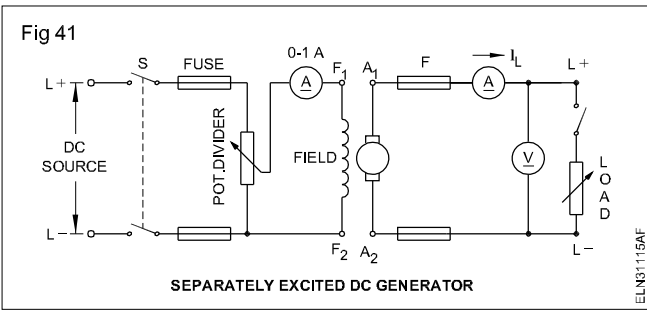 Fig 41
S
FUSE
0-1 A
F1
A1
F
IL
L+
L+
A
A
DC
SOURCE
POT.DIVIDER
FIELD
V
LOAD
L−
F2
A2
L−
SEPARATELY EXCITED DC GENERATOR
ELN31115AF